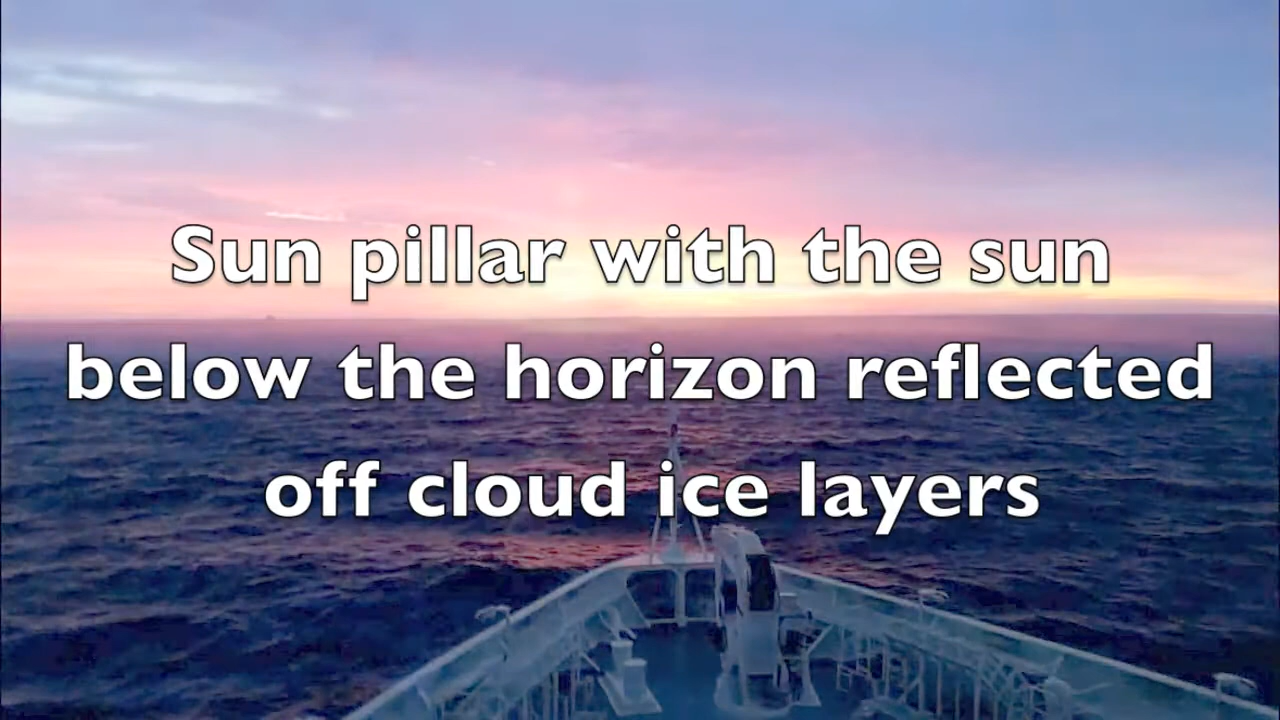 Sun pillar with the sun
below the horizon reflected
off cloud ice layers